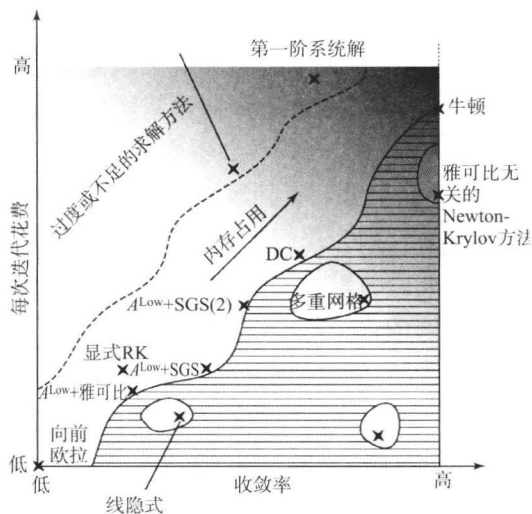 第一阶系统解
高
牛顿
过度或不足的求解方法
雅可比无
关的
Newton-
Krylov方法
内存占用
每次迭代花费
DC
多重网格
A^Low+SGS(2)
显式RK
A^Low+SGS
A^Low+雅可比
向前
欧拉
低
低
线隐式
收敛率
高